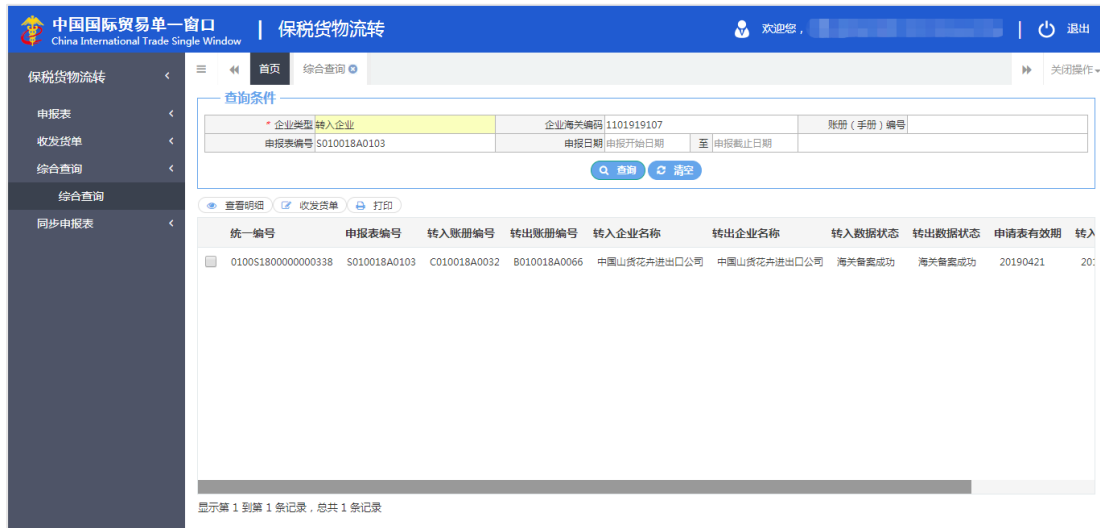 中国国际贸易单一窗口 | 保税货物流转 欢迎您， | 退出
China International Trade Single Window
保税货物流转 首页 综合查询 关闭操作
申报表
收发货单
综合查询
综合查询
同步申报表
查询条件
* 企业类型 转入企业 企业海关编码 1101919107 账册（手册）编号
申报表编号 S010018A0103 申报日期 申报开始日期 至 申报截止日期
查询 清空
查看明细 收发货单 打印
统一编号 申报表编号 转入账册编号 转出账册编号 转入企业名称 转出企业名称 转入数据状态 转出数据状态 申请表有效期 转入
0100S1800000000338 S010018A0103 C010018A0032 B010018A0066 中国山货花卉进出口公司 中国山货花卉进出口公司 海关备案成功 海关备案成功 20190421 201
显示第 1 到第 1 条记录，总共 1 条记录